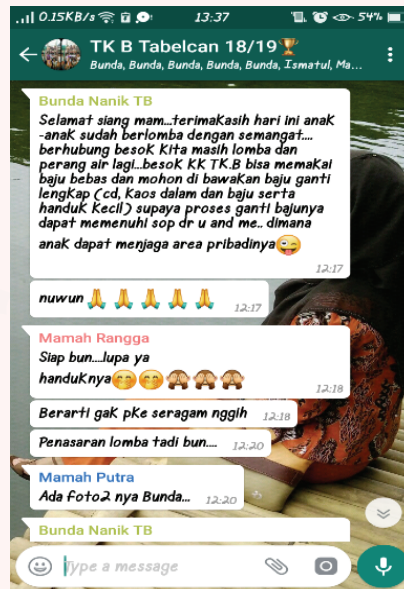 0.15KB/s 13:37 54%
TK B Tabelcan 18/19🏆
Bunda, Bunda, Bunda, Bunda, Bunda, Ismatul, Ma...
Bunda Nanik TB
Selamat siang mam...terimakasih hari ini anak
-anak sudah berlomba dengan semangat....
berhubung besok kita masih lomba dan
perang air lagi...besok KK TK.B bisa memakai
baju bebas dan mohon di bawakan baju ganti
lengkap (cd, kaos dalam dan baju serta
handuk kecil) supaya proses ganti bajunya
dapat memenuhi sop dr u and me.. dimana
anak dapat menjaga area pribadinya😜
12:17
nuwun🙏🙏🙏🙏🙏 12:17
Mamah Rangga
Siap bun....lupa ya
handuknya🤭🤭🙈🙈🙈 12:18
Berarti gak pke seragam nggih 12:18
Penasaran lomba tadi bun.... 12:20
Mamah Putra
Ada foto2 nya Bunda... 12:20
Bunda Nanik TB
Type a message